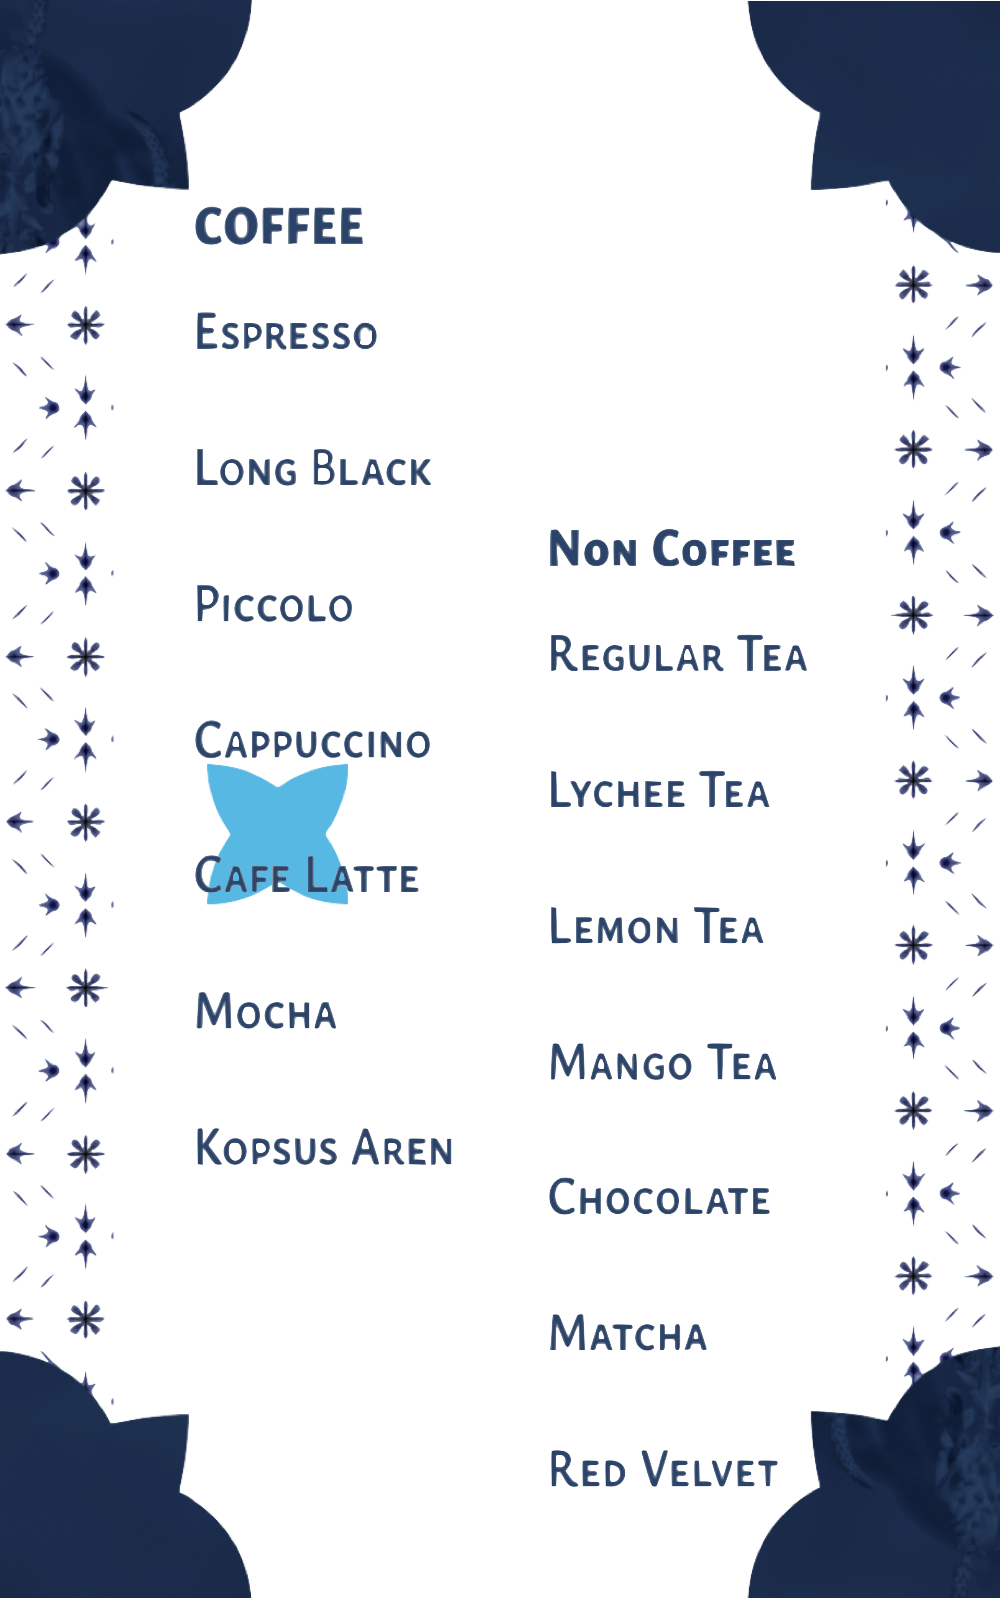 COFFEE
Espresso
Long Black
Piccolo
Cappuccino
Cafe Latte
Mocha
Kopsus Aren
Non Coffee
Regular Tea
Lychee Tea
Lemon Tea
Mango Tea
Chocolate
Matcha
Red Velvet